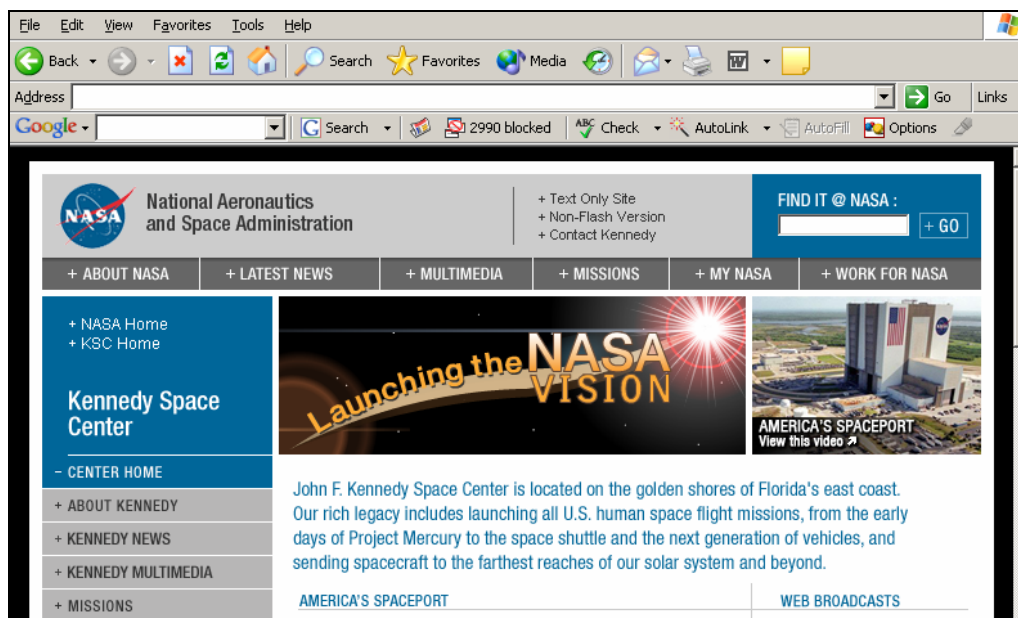 File Edit View Favorites Tools Help
Back Search Favorites Media
Address Go Links
Google Search 2990 blocked ABC Check AutoLink AutoFill Options
NASA
National Aeronautics
and Space Administration
+ Text Only Site
+ Non-Flash Version
+ Contact Kennedy
FIND IT @ NASA :
+ GO
+ ABOUT NASA + LATEST NEWS + MULTIMEDIA + MISSIONS + MY NASA + WORK FOR NASA
+ NASA Home
+ KSC Home
Kennedy Space
Center
− CENTER HOME
+ ABOUT KENNEDY
+ KENNEDY NEWS
+ KENNEDY MULTIMEDIA
+ MISSIONS
Launching the NASA
VISION
AMERICA'S SPACEPORT
View this video
John F. Kennedy Space Center is located on the golden shores of Florida's east coast.
Our rich legacy includes launching all U.S. human space flight missions, from the early
days of Project Mercury to the space shuttle and the next generation of vehicles, and
sending spacecraft to the farthest reaches of our solar system and beyond.
AMERICA'S SPACEPORT WEB BROADCASTS